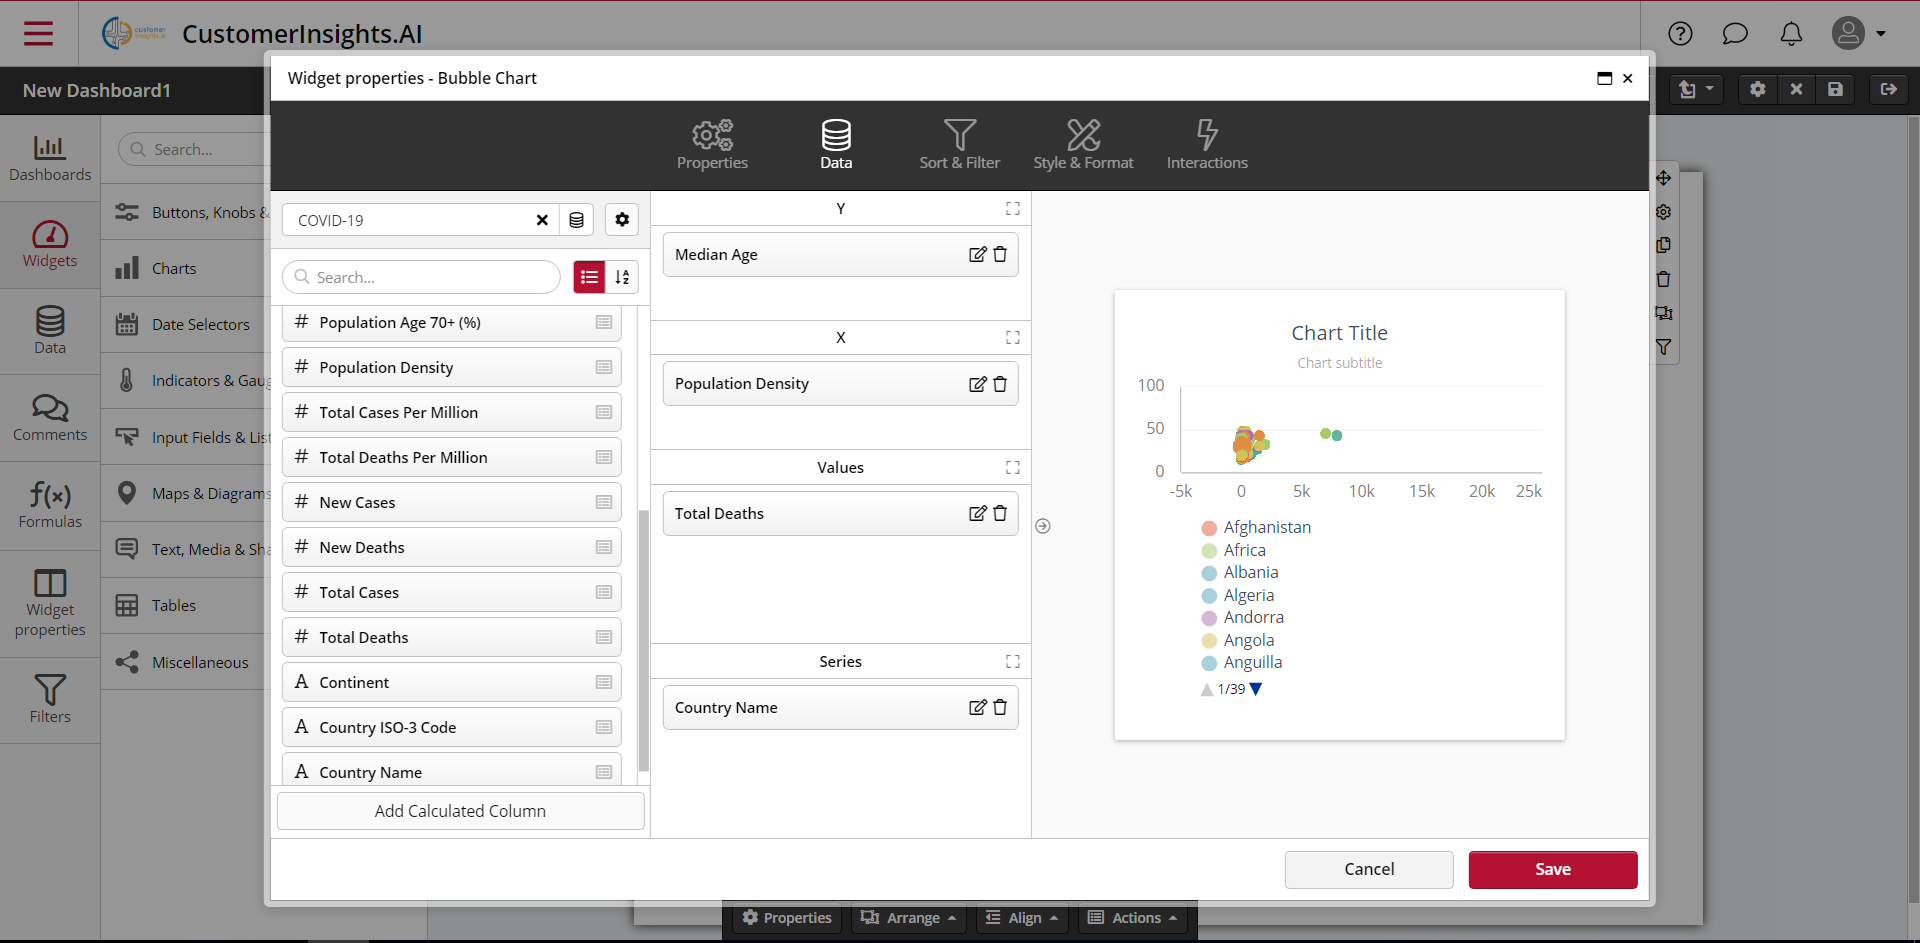 customer
insights.ai
CustomerInsights.AI
New Dashboard1
Widget properties - Bubble Chart
Properties
Data
Sort & Filter
Style & Format
Interactions
Dashboards
Widgets
Data
Comments
f(x)
Formulas
Widget
properties
Filters
Search...
Buttons, Knobs &
Charts
Date Selectors
Indicators & Gaug
Input Fields & List
Maps & Diagrams
Text, Media & Sha
Tables
Miscellaneous
COVID-19
Search...
# Population Age 70+ (%)
# Population Density
# Total Cases Per Million
# Total Deaths Per Million
# New Cases
# New Deaths
# Total Cases
# Total Deaths
A Continent
A Country ISO-3 Code
A Country Name
Add Calculated Column
Y
Median Age
X
Population Density
Values
Total Deaths
Series
Country Name
Chart Title
Chart subtitle
100
50
0
-5k 0 5k 10k 15k 20k 25k
Afghanistan
Africa
Albania
Algeria
Andorra
Angola
Anguilla
1/39
Cancel
Save
Properties
Arrange
Align
Actions